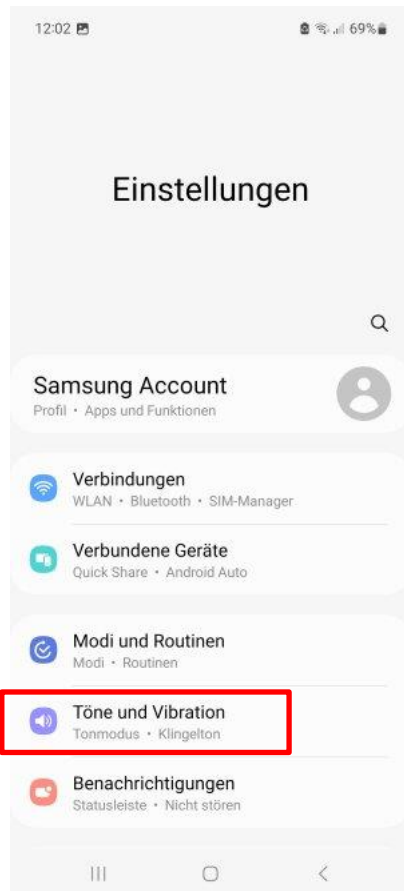 12:02 69%
Einstellungen
Samsung Account
Profil • Apps und Funktionen
Verbindungen
WLAN • Bluetooth • SIM-Manager
Verbundene Geräte
Quick Share • Android Auto
Modi und Routinen
Modi • Routinen
Töne und Vibration
Tonmodus • Klingelton
Benachrichtigungen
Statusleiste • Nicht stören